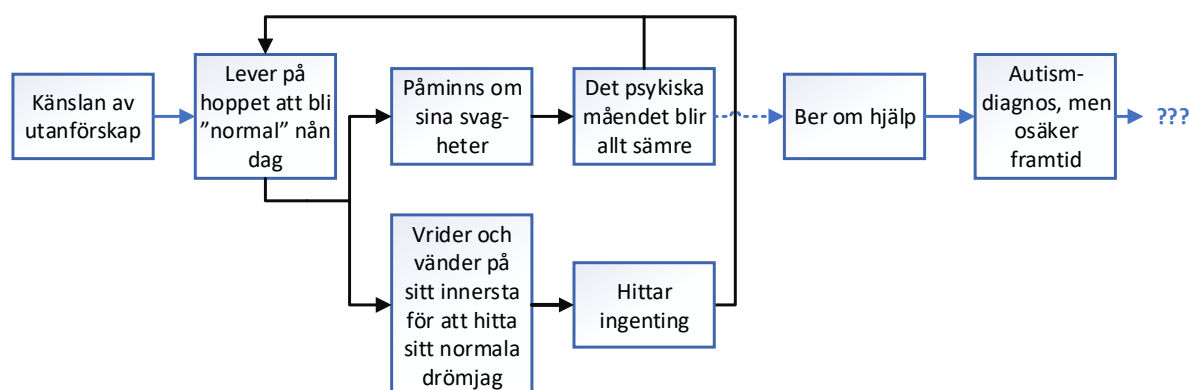 Känslan av
utanförskap
Lever på
hoppet att bli
”normal” nån
dag
Påminns om
sina svag-
heter
Det psykiska
måendet blir
allt sämre
Ber om hjälp
Autism-
diagnos, men
osäker
framtid
???
Vrider och
vänder på
sitt innersta
för att hitta
sitt normala
drömjag
Hittar
ingenting